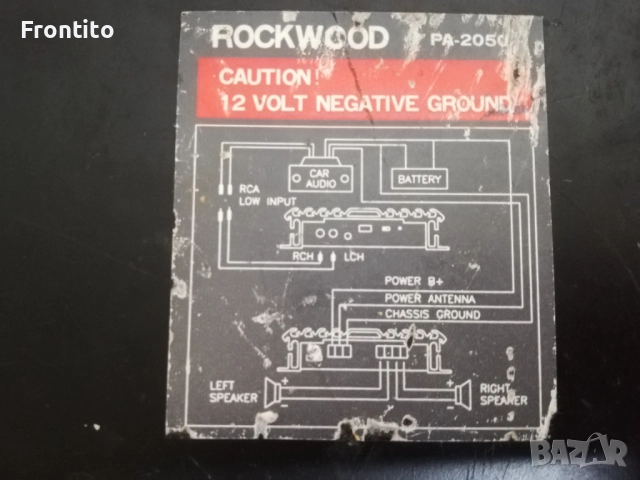 Frontito
ROCKWOOD PA-2050
CAUTION!
12 VOLT NEGATIVE GROUND
CAR
AUDIO
BATTERY
RCA
LOW INPUT
RCH LCH
POWER B+
POWER ANTENNA
CHASSIS GROUND
LEFT
SPEAKER
+
−
+
−
RIGHT
SPEAKER
BAZAR